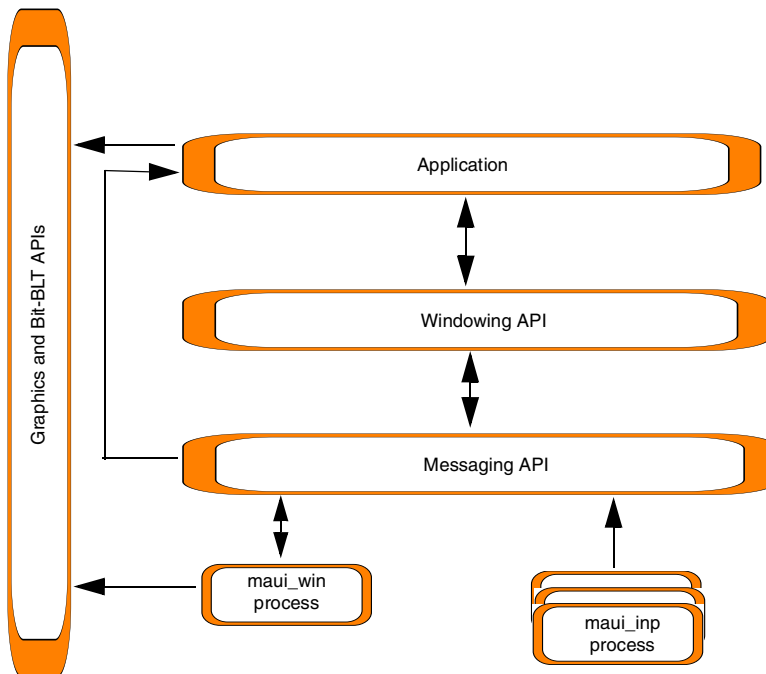 Graphics and Bit-BLT APIs
Application
Windowing API
Messaging API
maui_win
process
maui_inp
process